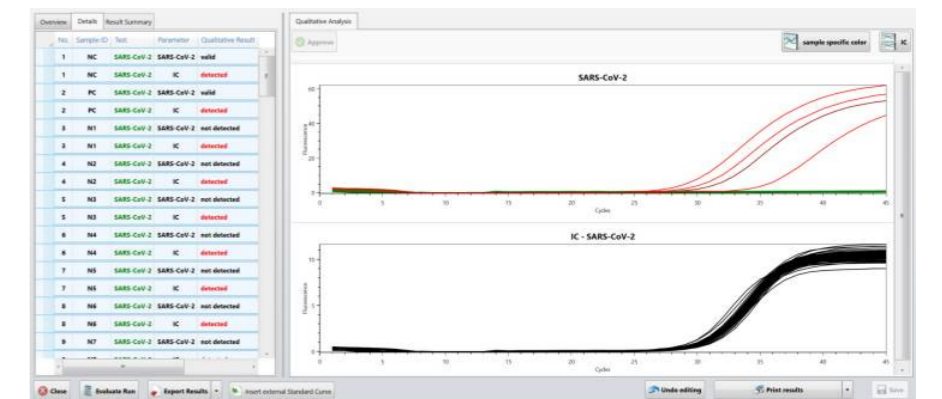 Overview Details Result Summary
No. Sample ID Test Parameter Qualitative Result
1 NC SARS-CoV-2 SARS-CoV-2 valid
1 NC SARS-CoV-2 IC detected
2 PC SARS-CoV-2 SARS-CoV-2 valid
2 PC SARS-CoV-2 IC detected
3 N1 SARS-CoV-2 SARS-CoV-2 not detected
3 N1 SARS-CoV-2 IC detected
4 N2 SARS-CoV-2 SARS-CoV-2 not detected
4 N2 SARS-CoV-2 IC detected
5 N3 SARS-CoV-2 SARS-CoV-2 not detected
5 N3 SARS-CoV-2 IC detected
6 N4 SARS-CoV-2 SARS-CoV-2 not detected
6 N4 SARS-CoV-2 IC detected
7 N5 SARS-CoV-2 SARS-CoV-2 not detected
7 N5 SARS-CoV-2 IC detected
8 N6 SARS-CoV-2 SARS-CoV-2 not detected
8 N6 SARS-CoV-2 IC detected
9 N7 SARS-CoV-2 SARS-CoV-2 not detected
Qualitative Analysis
Approve
sample specific color IC
SARS-CoV-2
60
40
20
0
Fluorescence
0 5 10 15 20 25 30 35 40 45
Cycles
IC - SARS-CoV-2
10
5
0
Fluorescence
0 5 10 15 20 25 30 35 40 45
Cycles
Close Evaluate Run Export Results Insert external Standard Curve Undo editing Print results Save